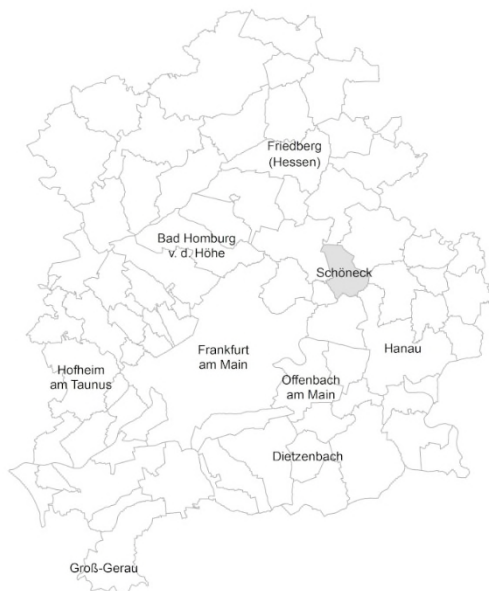 Friedberg
(Hessen)
Bad Homburg
v. d. Höhe
Schöneck
Frankfurt
am Main
Hanau
Hofheim
am Taunus
Offenbach
am Main
Dietzenbach
Groß-Gerau